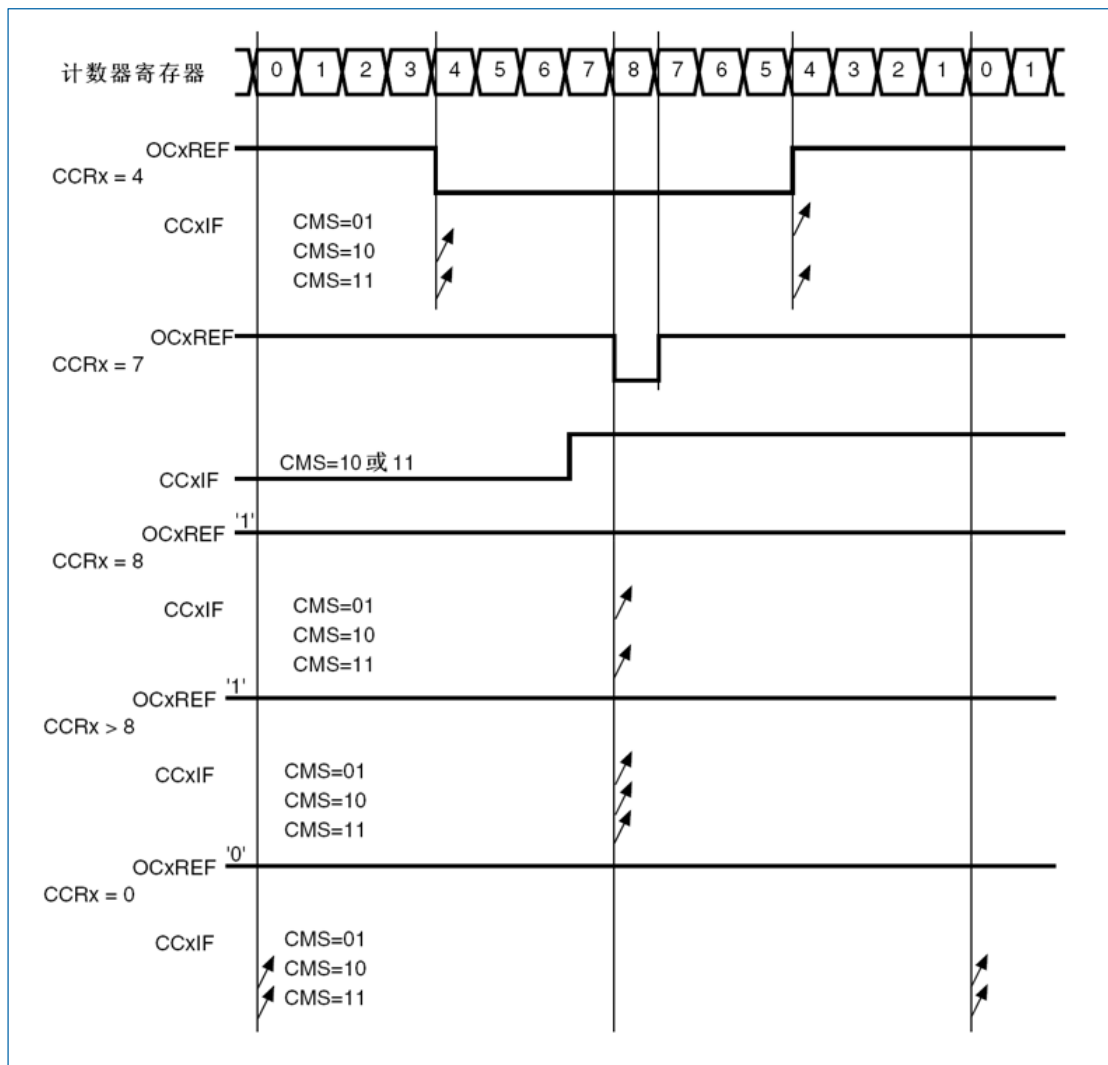 计数器寄存器 0 1 2 3 4 5 6 7 8 7 6 5 4 3 2 1 0 1
OCxREF
CCRx = 4
CCxIF
CMS=01
CMS=10
CMS=11
OCxREF
CCRx = 7
CMS=10 或 11
CCxIF
'1'
OCxREF
CCRx = 8
CCxIF
CMS=01
CMS=10
CMS=11
'1'
OCxREF
CCRx > 8
CCxIF
CMS=01
CMS=10
CMS=11
'0'
OCxREF
CCRx = 0
CCxIF
CMS=01
CMS=10
CMS=11